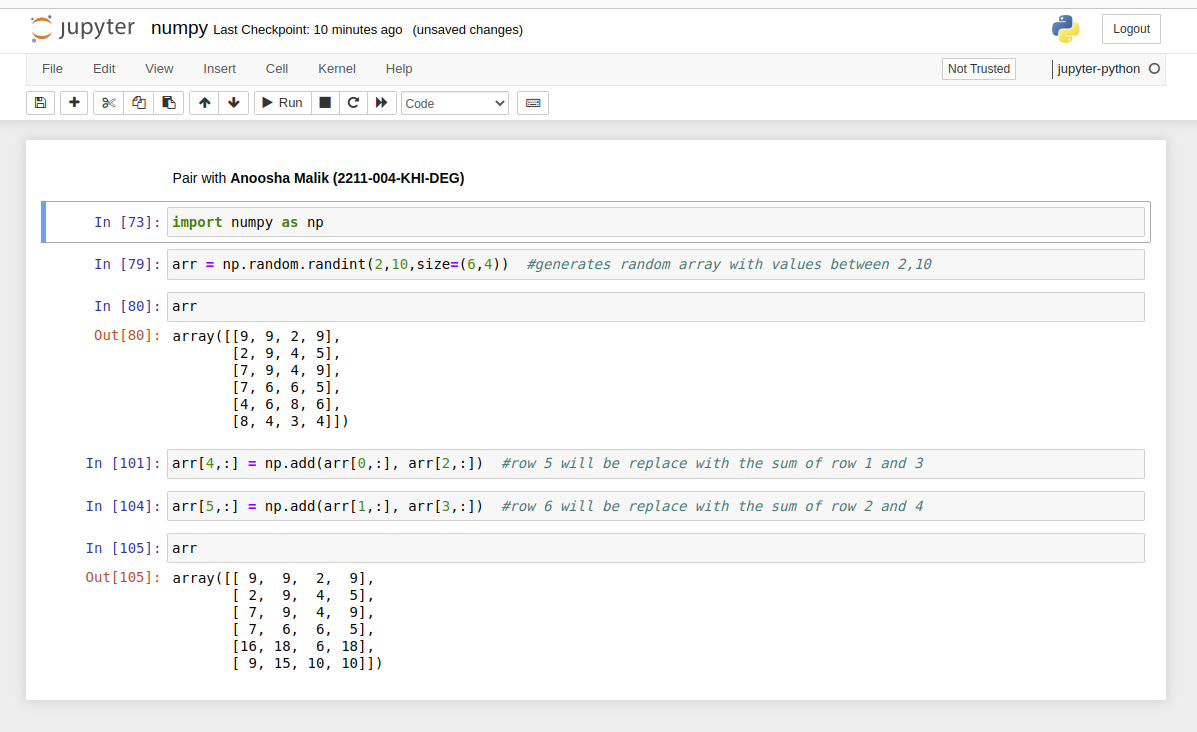 jupyter numpy Last Checkpoint: 10 minutes ago (unsaved changes) Logout
File Edit View Insert Cell Kernel Help Not Trusted jupyter-python
Run Code
Pair with Anoosha Malik (2211-004-KHI-DEG)
In [73]: import numpy as np
In [79]: arr = np.random.randint(2,10,size=(6,4)) #generates random array with values between 2,10
In [80]: arr
Out[80]: array([[9, 9, 2, 9],
[2, 9, 4, 5],
[7, 9, 4, 9],
[7, 6, 6, 5],
[4, 6, 8, 6],
[8, 4, 3, 4]])
In [101]: arr[4,:] = np.add(arr[0,:], arr[2,:]) #row 5 will be replace with the sum of row 1 and 3
In [104]: arr[5,:] = np.add(arr[1,:], arr[3,:]) #row 6 will be replace with the sum of row 2 and 4
In [105]: arr
Out[105]: array([[ 9, 9, 2, 9],
[ 2, 9, 4, 5],
[ 7, 9, 4, 9],
[ 7, 6, 6, 5],
[16, 18, 6, 18],
[ 9, 15, 10, 10]])